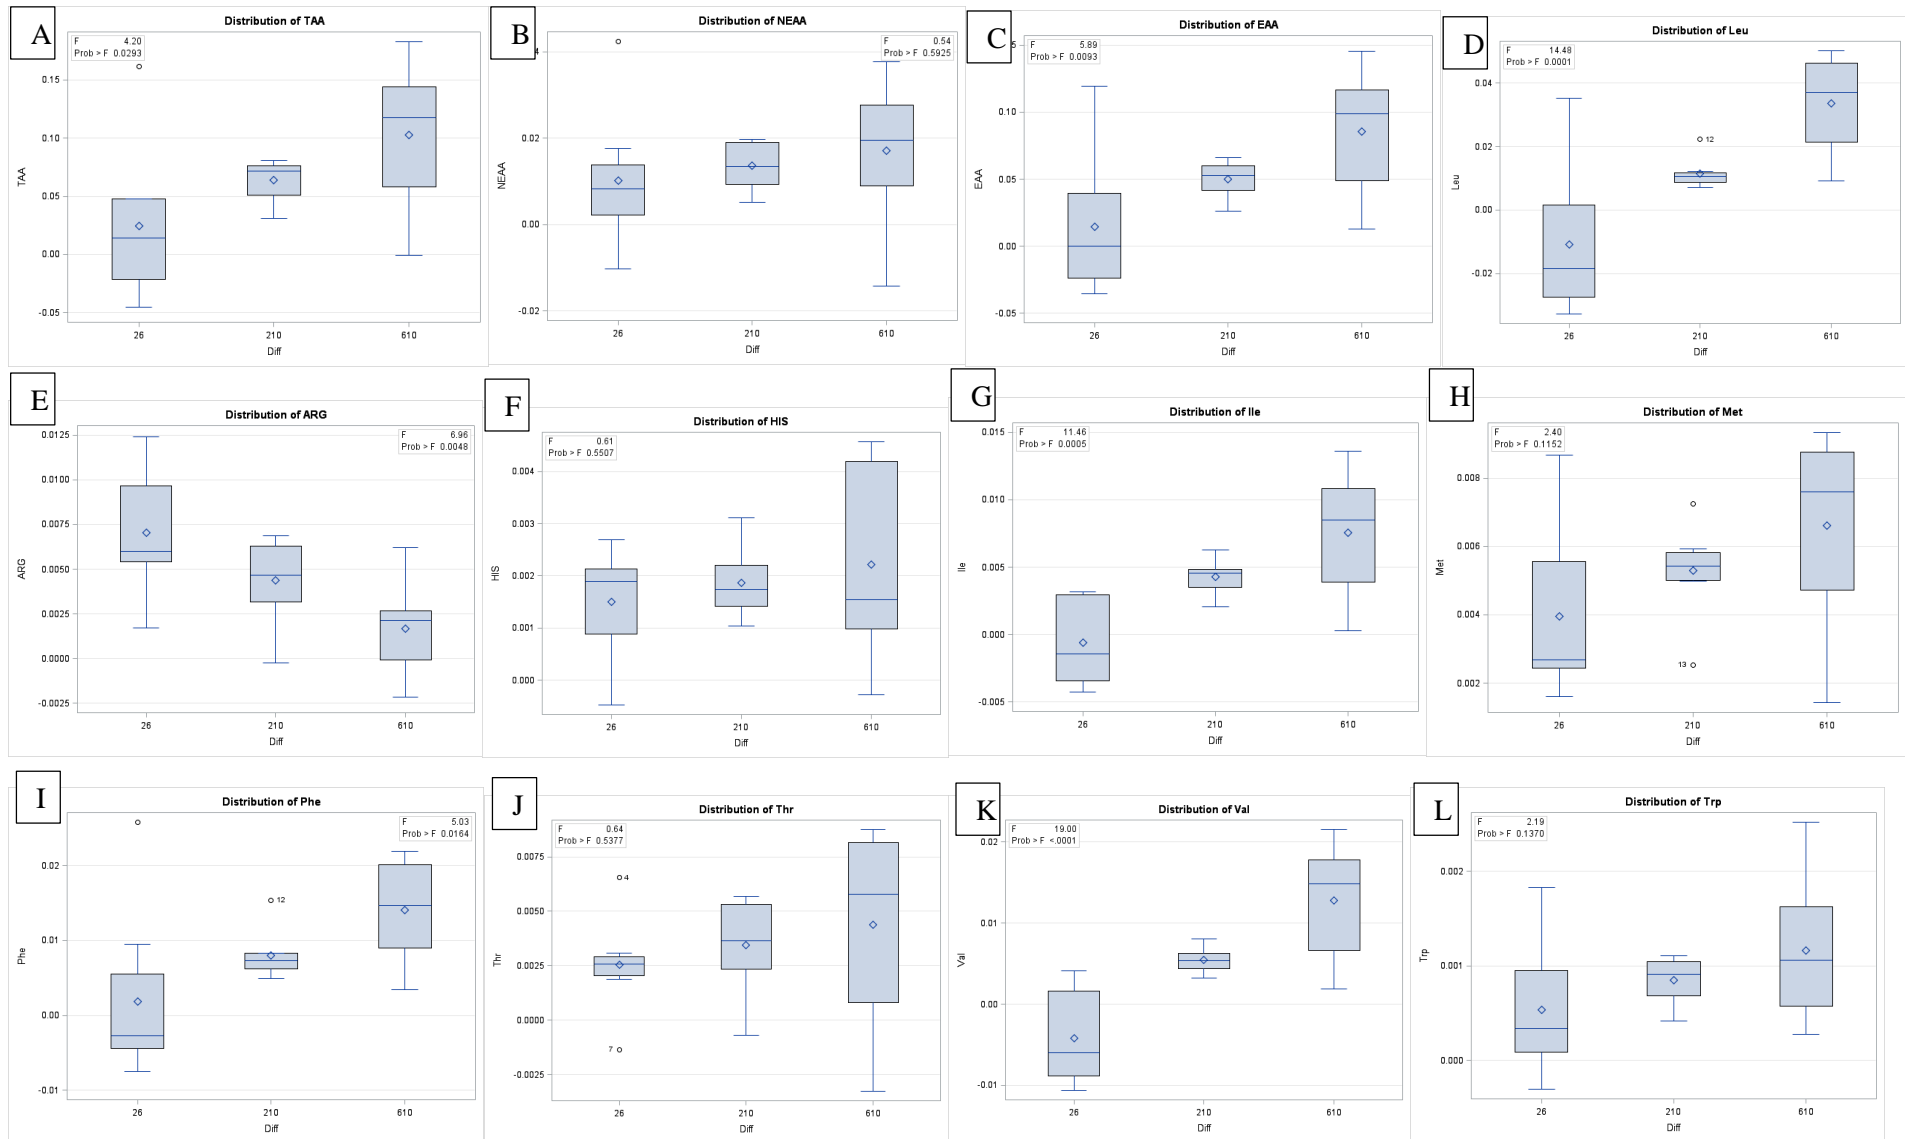 A
Distribution of TAA
F 4.20
Prob > F 0.0293
TAA
0.15
0.10
0.05
0.00
-0.05
26 210 610
Diff
B
Distribution of NEAA
F 0.54
Prob > F 0.5925
NEAA
4
0.02
0.00
-0.02
26 210 610
Diff
C
Distribution of EAA
F 5.89
Prob > F 0.0093
EAA
5
0.10
0.05
0.00
-0.05
26 210 610
Diff
D
Distribution of Leu
F 14.48
Prob > F 0.0001
Leu
0.04
0.02
0.00
-0.02
12
26 210 610
Diff
E
Distribution of ARG
F 6.96
Prob > F 0.0048
ARG
0.0125
0.0100
0.0075
0.0050
0.0025
0.0000
-0.0025
26 210 610
Diff
F
Distribution of HIS
F 0.61
Prob > F 0.5507
HIS
0.004
0.003
0.002
0.001
0.000
26 210 610
Diff
G
Distribution of Ile
F 11.46
Prob > F 0.0005
Ile
0.015
0.010
0.005
0.000
-0.005
26 210 610
Diff
H
Distribution of Met
F 2.40
Prob > F 0.1152
Met
0.008
0.006
0.004
0.002
13
26 210 610
Diff
I
Distribution of Phe
F 5.03
Prob > F 0.0164
Phe
0.02
0.01
0.00
-0.01
12
26 210 610
Diff
J
Distribution of Thr
F 0.64
Prob > F 0.5377
Thr
0.0075
0.0050
0.0025
0.0000
-0.0025
4
7
26 210 610
Diff
K
Distribution of Val
F 19.00
Prob > F <.0001
Val
0.02
0.01
0.00
-0.01
26 210 610
Diff
L
Distribution of Trp
F 2.19
Prob > F 0.1370
Trp
0.002
0.001
0.000
26 210 610
Diff